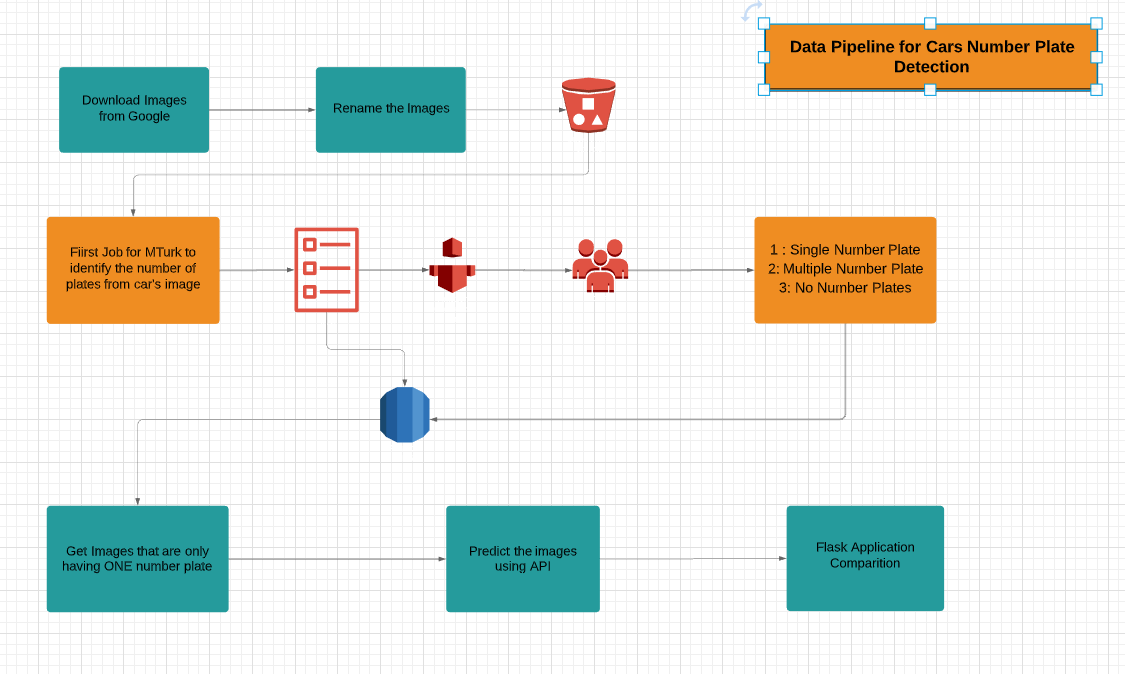 Data Pipeline for Cars Number Plate
Detection
Download Images
from Google
Rename the Images
Fiirst Job for MTurk to
identify the number of
plates from car's image
1 : Single Number Plate
2: Multiple Number Plate
3: No Number Plates
Get Images that are only
having ONE number plate
Predict the images
using API
Flask Application
Comparition